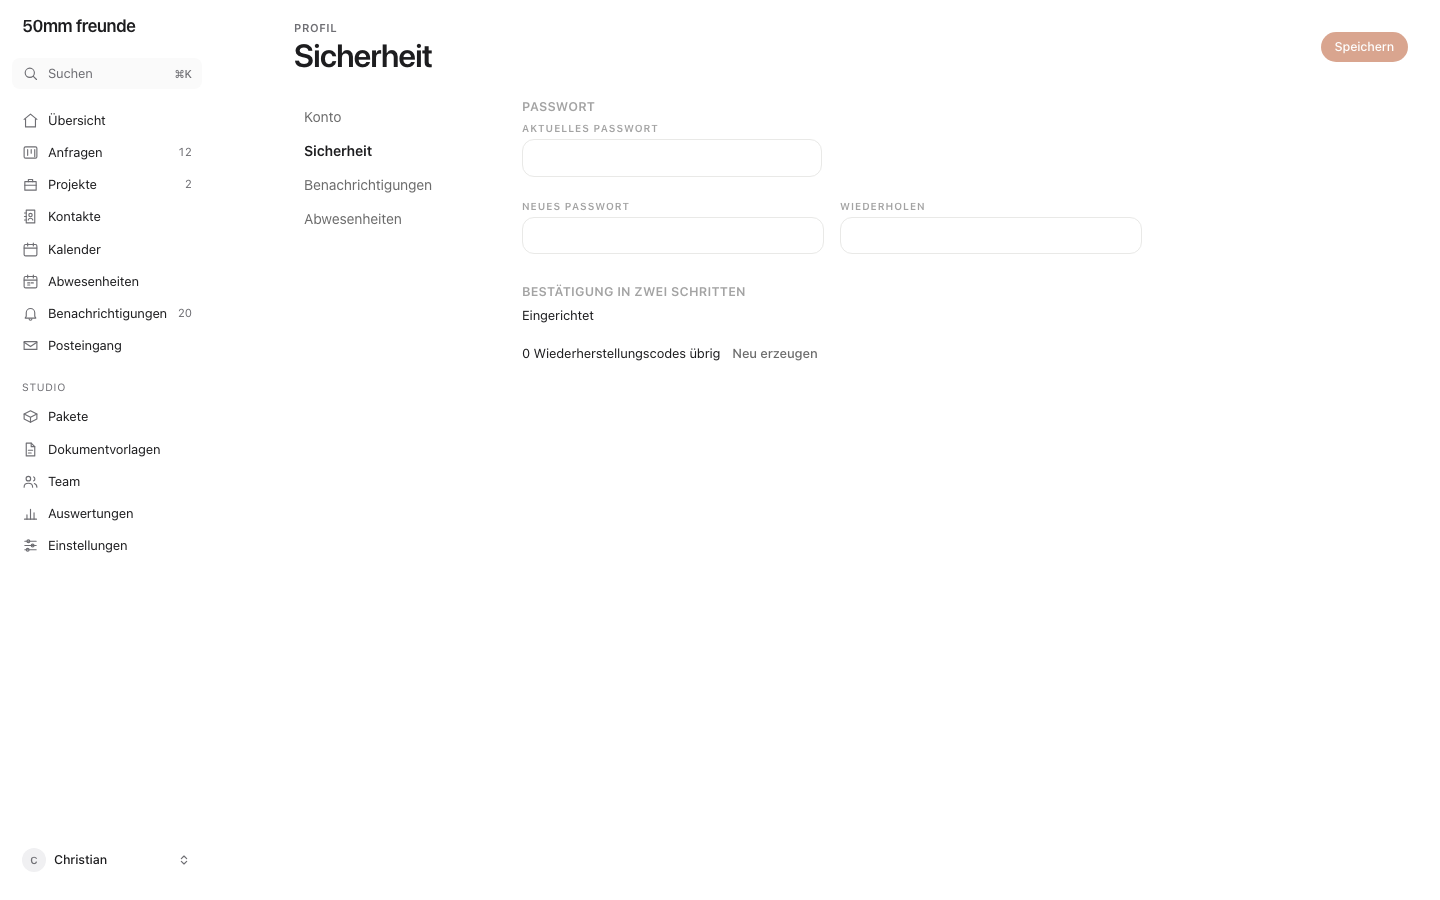 50mm freunde
Suchen ⌘K
Übersicht
Anfragen 12
Projekte 2
Kontakte
Kalender
Abwesenheiten
Benachrichtigungen 20
Posteingang
STUDIO
Pakete
Dokumentvorlagen
Team
Auswertungen
Einstellungen
C Christian
PROFIL
Sicherheit
Speichern
Konto
Sicherheit
Benachrichtigungen
Abwesenheiten
PASSWORT
AKTUELLES PASSWORT
NEUES PASSWORT WIEDERHOLEN
BESTÄTIGUNG IN ZWEI SCHRITTEN
Eingerichtet
0 Wiederherstellungscodes übrig Neu erzeugen